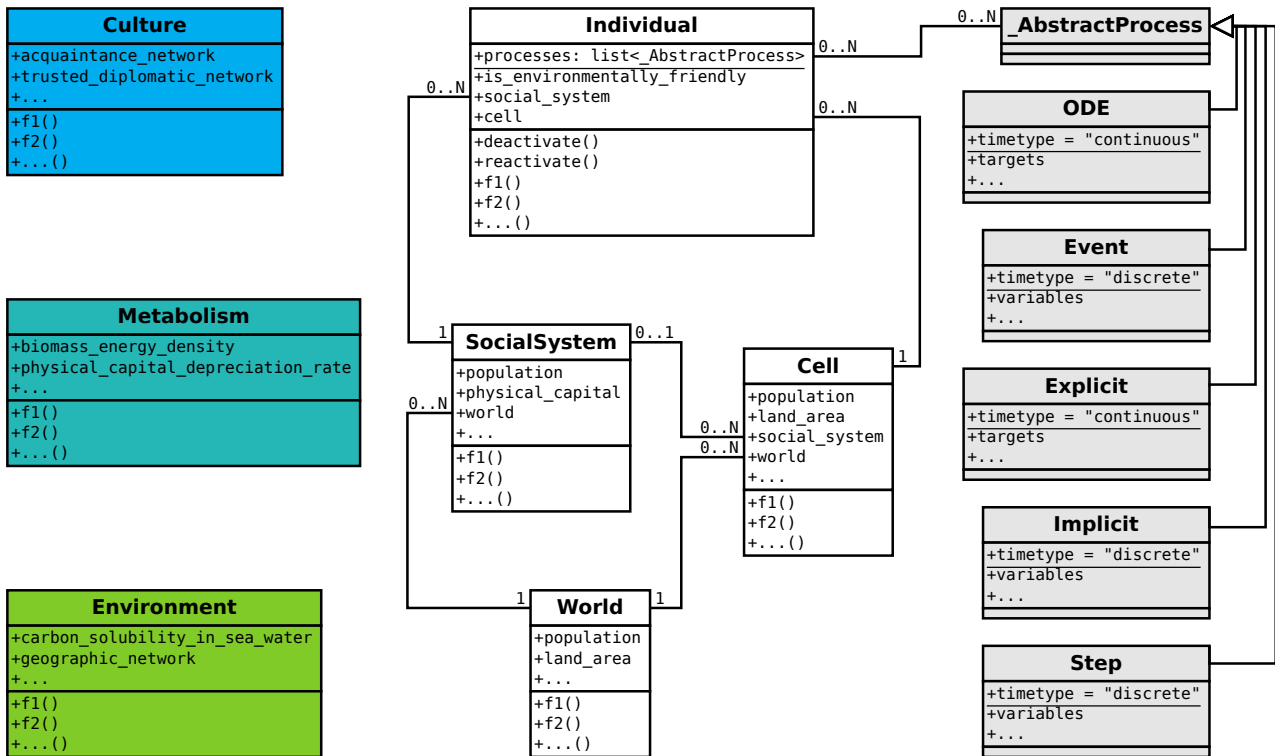 Culture
+acquaintance_network
+trusted_diplomatic_network
+...
+f1()
+f2()
+...()
Metabolism
+biomass_energy_density
+physical_capital_depreciation_rate
+...
+f1()
+f2()
+...()
Environment
+carbon_solubility_in_sea_water
+geographic_network
+...
+f1()
+f2()
+...()
Individual
+processes: list<_AbstractProcess>
+is_environmentally_friendly
+social_system
+cell
+deactivate()
+reactivate()
+f1()
+f2()
+...()
0..N
0..N
0..N
0..N
1
0..1
SocialSystem
+population
+physical_capital
+world
+...
+f1()
+f2()
+...()
0..N
1
Cell
+population
+land_area
+social_system
+world
+...
+f1()
+f2()
+...()
0..N
0..N
1
1
World
+population
+land_area
+...
+f1()
+f2()
+...()
_AbstractProcess
ODE
+timetype = "continuous"
+targets
+...
Event
+timetype = "discrete"
+variables
+...
Explicit
+timetype = "continuous"
+targets
+...
Implicit
+timetype = "discrete"
+variables
+...
Step
+timetype = "discrete"
+variables
+...